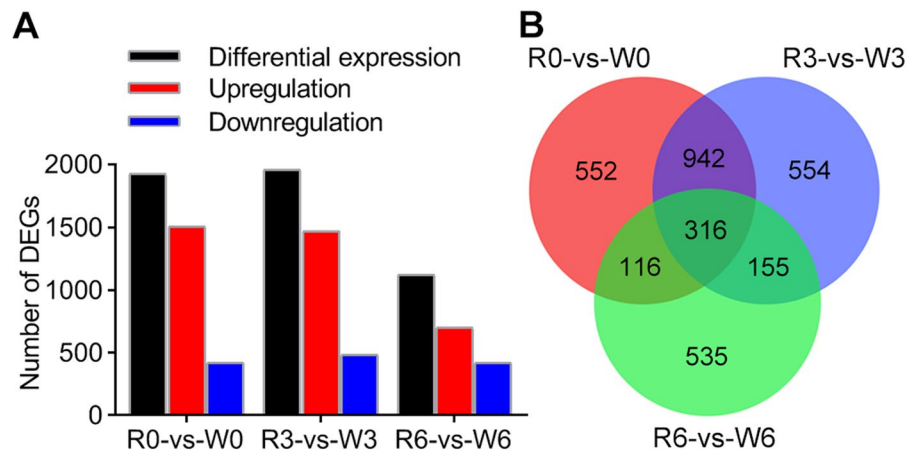 A
Differential expression
Upregulation
Downregulation
Number of DEGs
2000
1500
1000
500
0
R0-vs-W0
R3-vs-W3
R6-vs-W6
B
R0-vs-W0
R3-vs-W3
552
942
554
316
116
155
535
R6-vs-W6